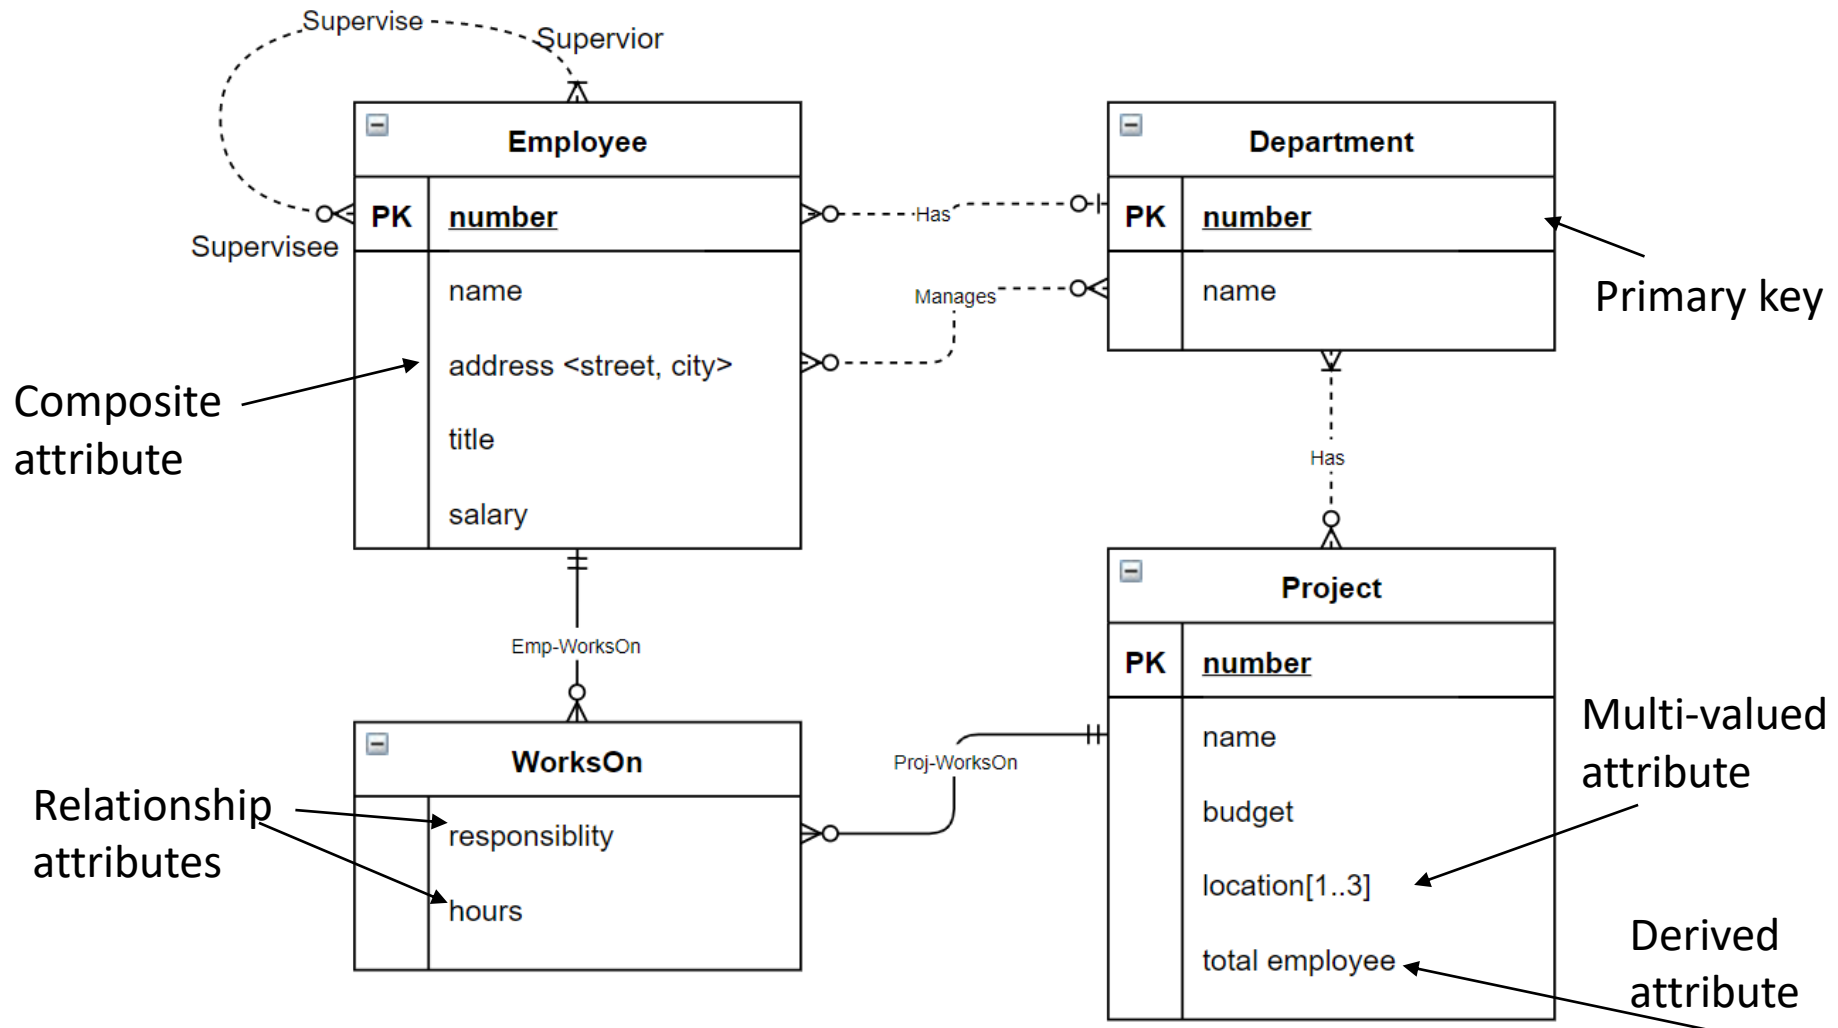 Supervise
Supervior
Employee
PK number
Supervisee
name
address <street, city>
title
salary
Composite
attribute
Has
Manages
Department
PK number
name
Primary key
Has
Emp-WorksOn
WorksOn
responsiblity
hours
Relationship
attributes
Proj-WorksOn
Project
PK number
name
budget
location[1..3]
total employee
Multi-valued
attribute
Derived
attribute